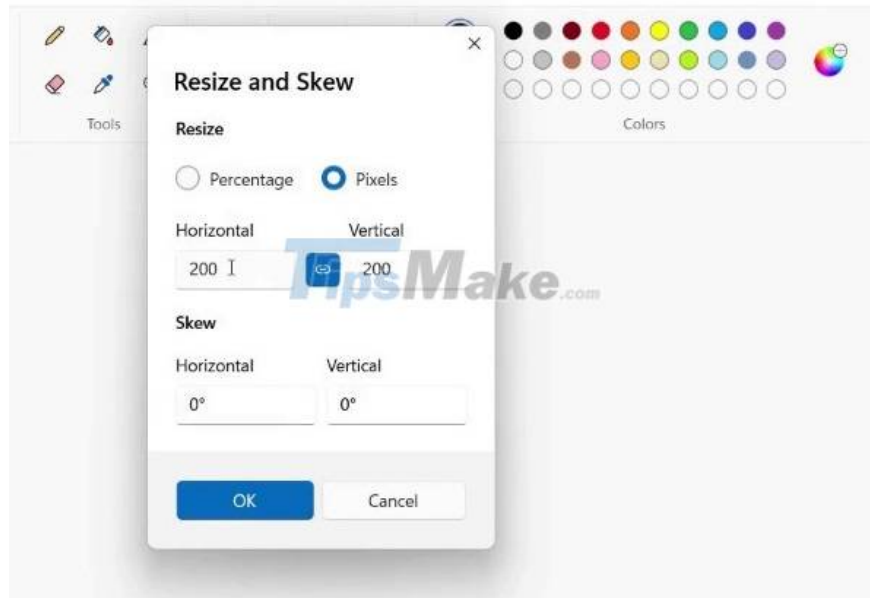 Resize and Skew
Resize
Percentage Pixels
Horizontal Vertical
200 200
TipsMake.com
Skew
Horizontal Vertical
0° 0°
OK Cancel
Tools
Colors